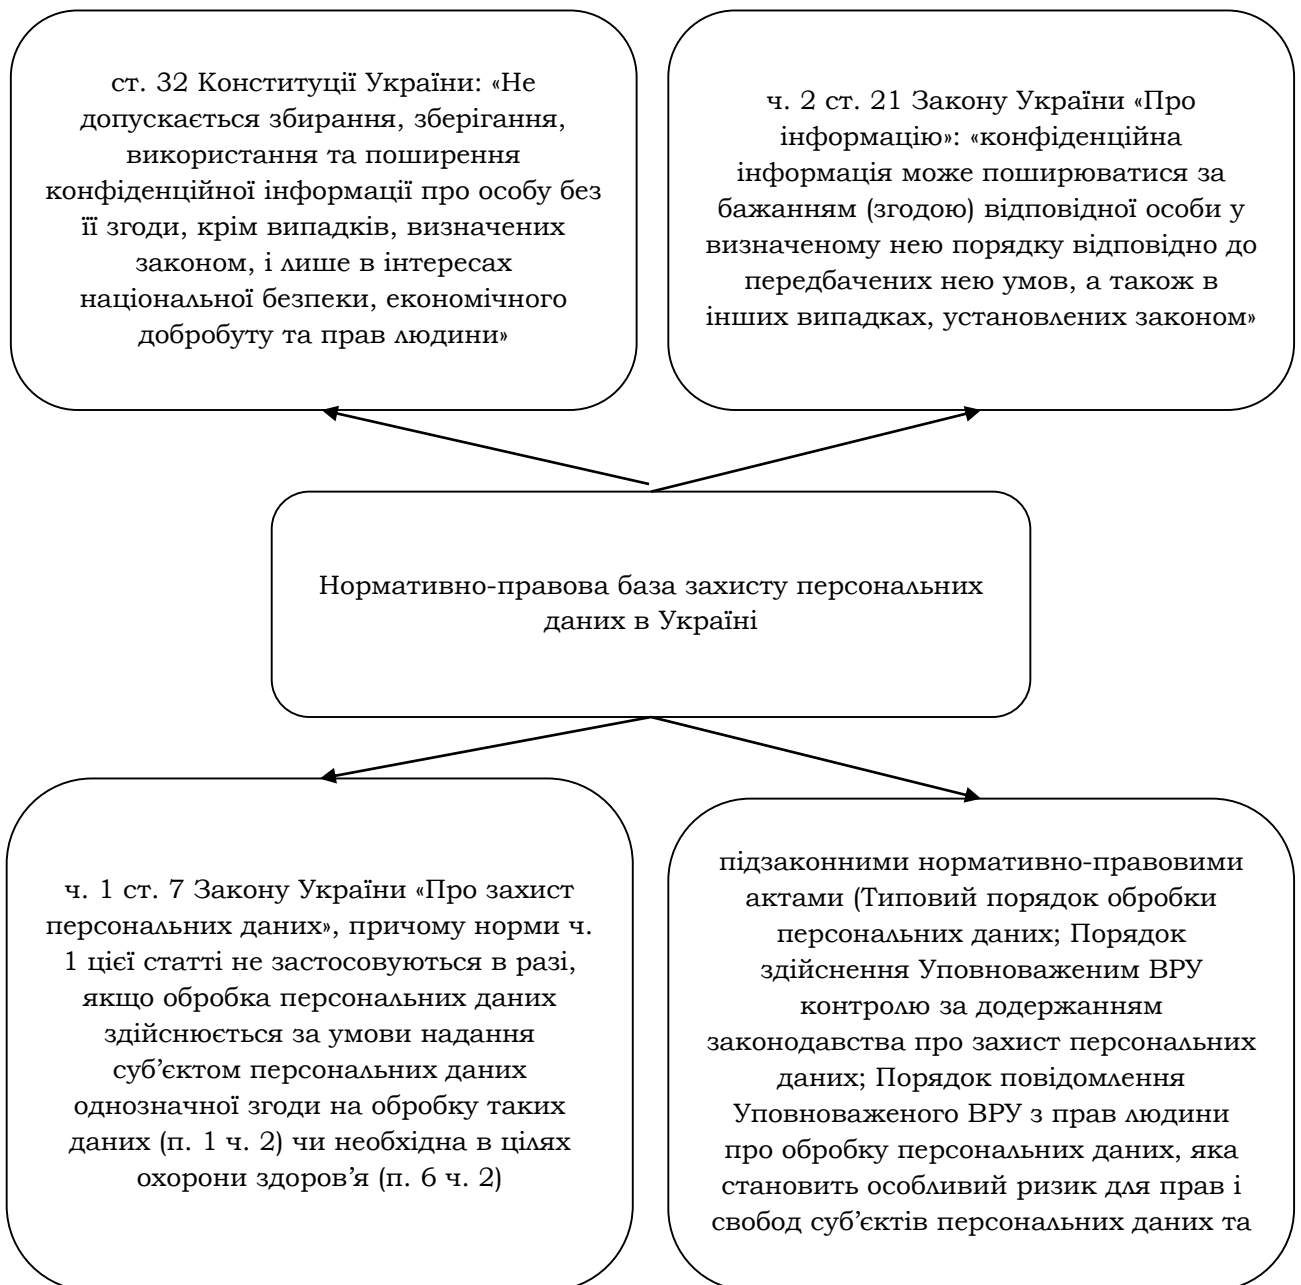 ст. 32 Конституції України: «Не
допускається збирання, зберігання,
використання та поширення
конфіденційної інформації про особу без
її згоди, крім випадків, визначених
законом, і лише в інтересах
національної безпеки, економічного
добробуту та прав людини»
ч. 2 ст. 21 Закону України «Про
інформацію»: «конфіденційна
інформація може поширюватися за
бажанням (згодою) відповідної особи у
визначеному нею порядку відповідно до
передбачених нею умов, а також в
інших випадках, установлених законом»
Нормативно-правова база захисту персональних
даних в Україні
ч. 1 ст. 7 Закону України «Про захист
персональних даних», причому норми ч.
1 цієї статті не застосовуються в разі,
якщо обробка персональних даних
здійснюється за умови надання
суб’єктом персональних даних
однозначної згоди на обробку таких
даних (п. 1 ч. 2) чи необхідна в цілях
охорони здоров’я (п. 6 ч. 2)
підзаконними нормативно-правовими
актами (Типовий порядок обробки
персональних даних; Порядок
здійснення Уповноваженим ВРУ
контролю за додержанням
законодавства про захист персональних
даних; Порядок повідомлення
Уповноваженого ВРУ з прав людини
про обробку персональних даних, яка
становить особливий ризик для прав і
свобод суб’єктів персональних даних та